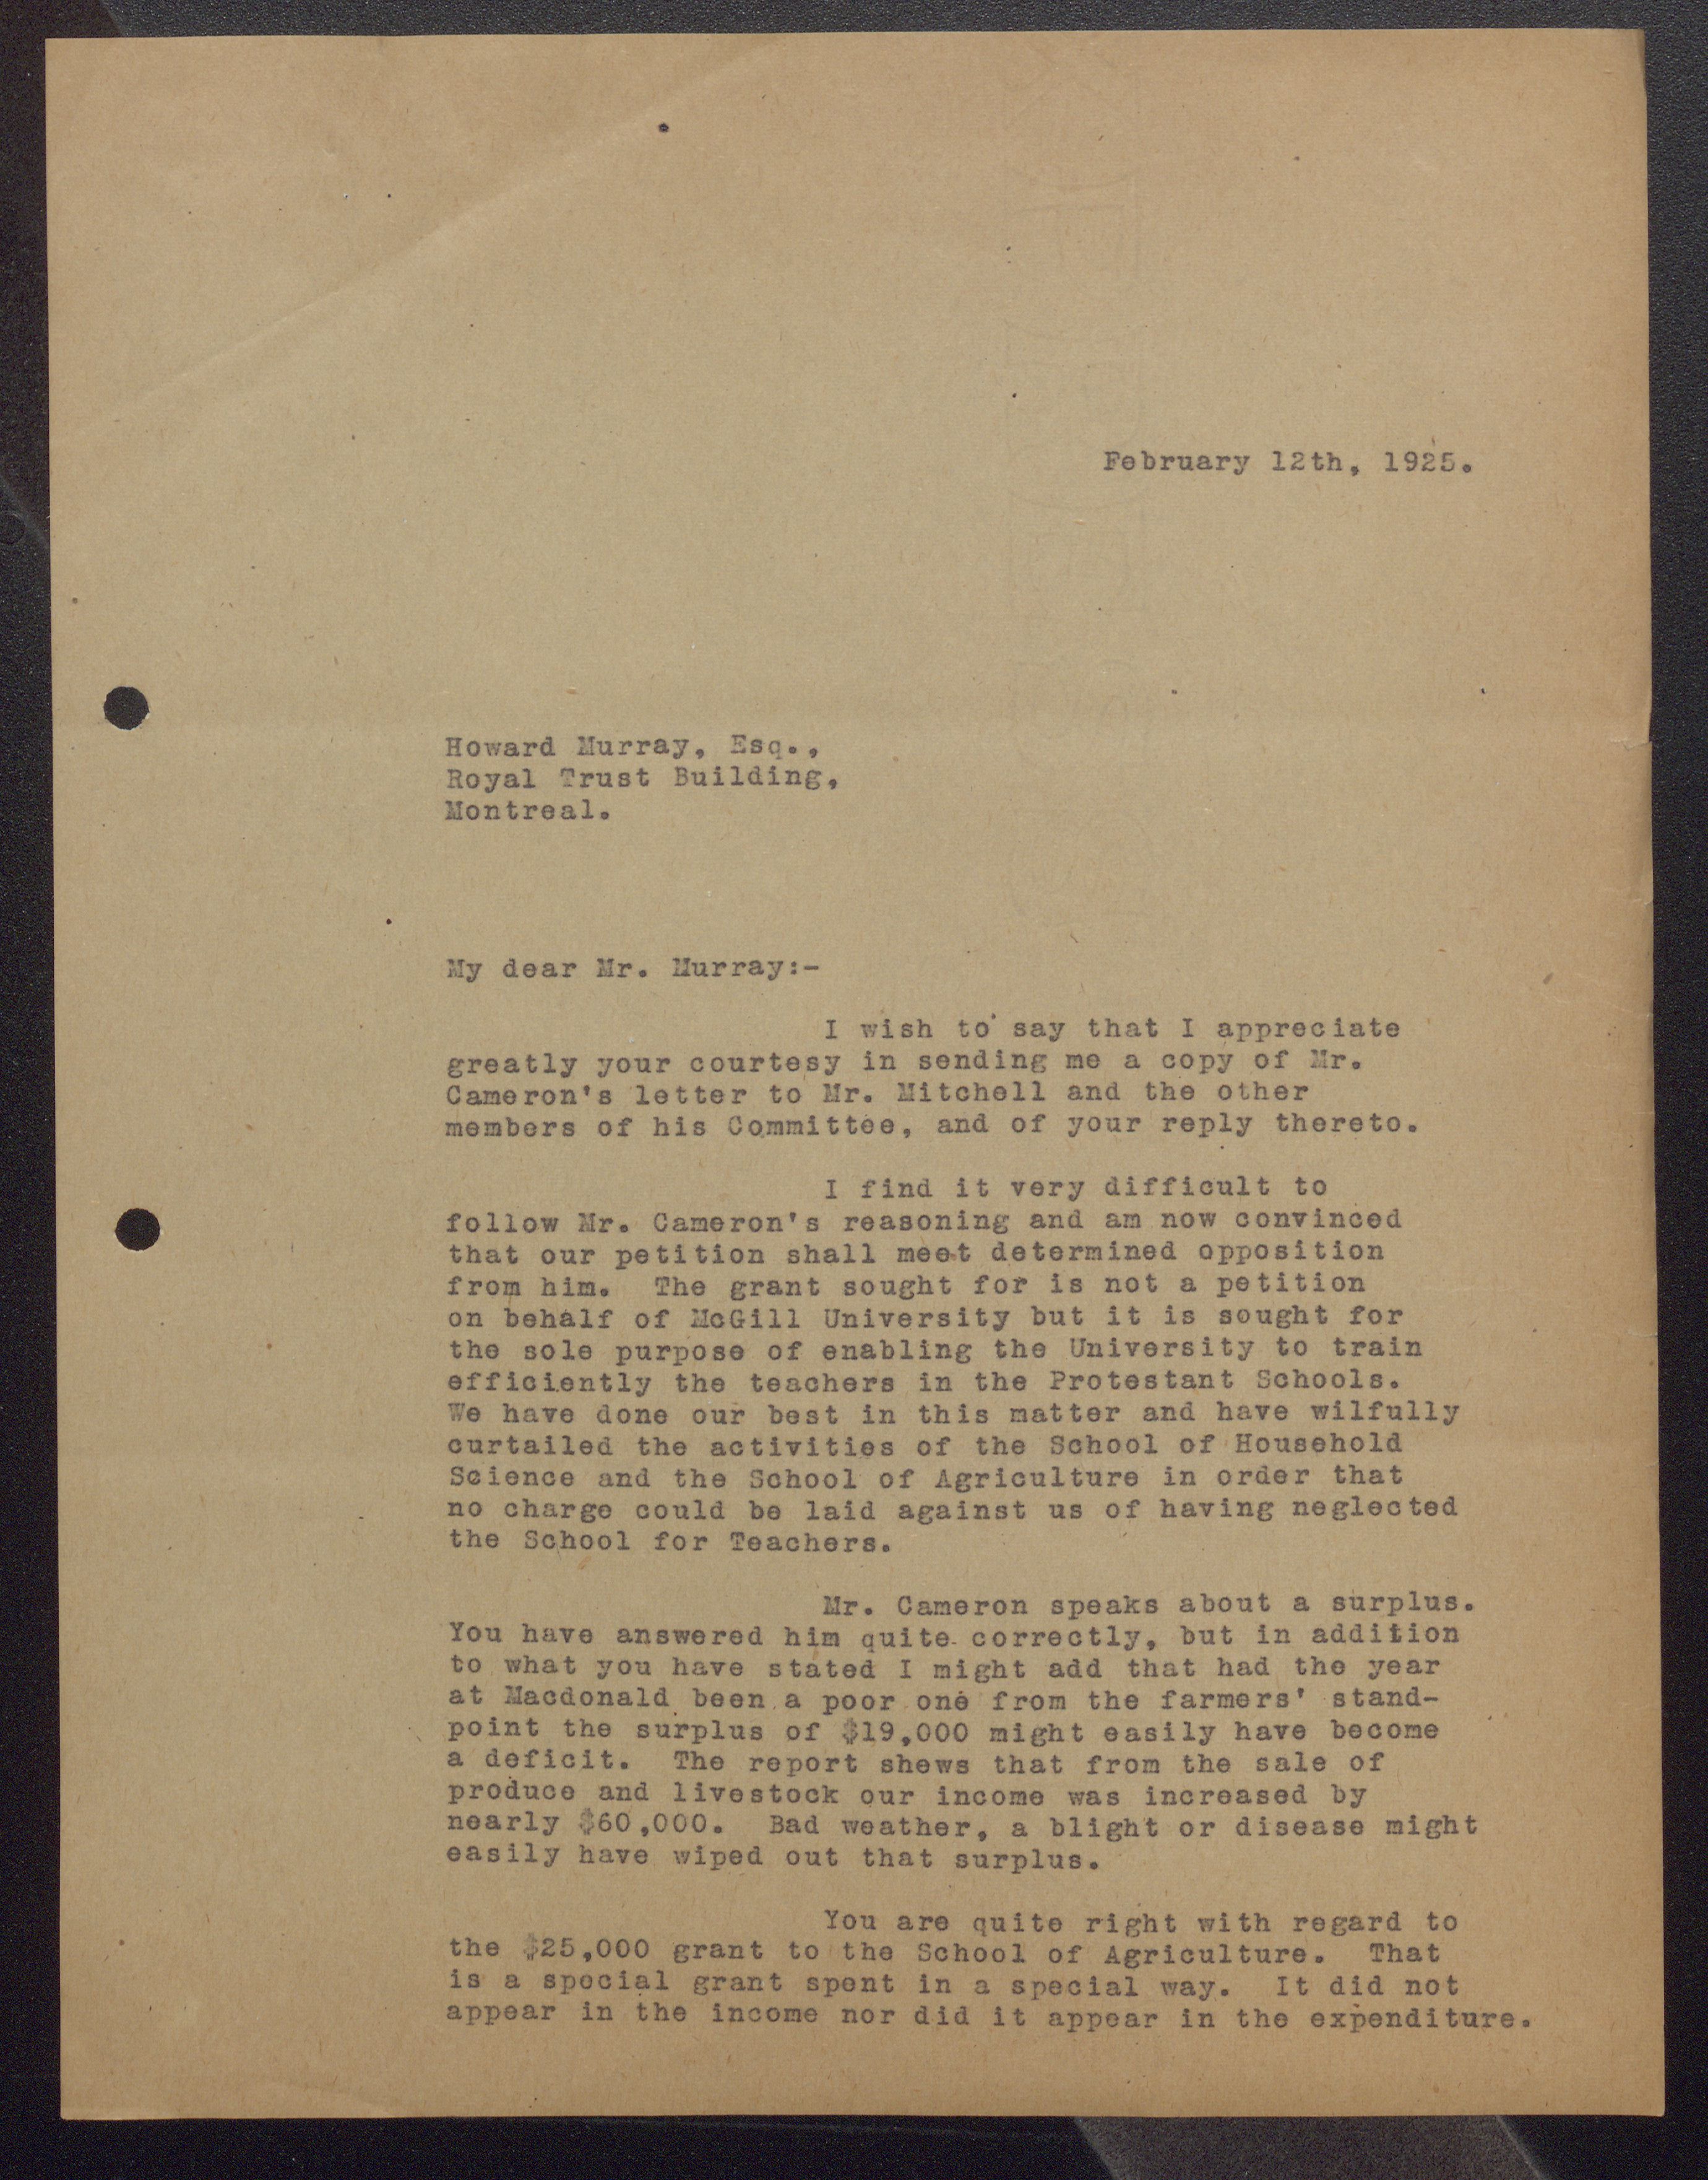 February 12th, 1925.
Howard Murray, Esq.,
Royal Trust Building,
Montreal.
My dear Mr. Murray:-
I wish to say that I appreciate
greatly your courtesy in sending me a copy of Mr.
Cameron's letter to Mr. Mitchell and the other
members of his Committee, and of your reply thereto.
I find it very difficult to
follow Mr. Cameron's reasoning and am now convinced
that our petition shall meet determined opposition
from him. The grant sought for is not a petition
on behalf of McGill University but it is sought for
the sole purpose of enabling the University to train
efficiently the teachers in the Protestant Schools.
We have done our best in this matter and have wilfully
curtailed the activities of the School of Household
Science and the School of Agriculture in order that
no charge could be laid against us of having neglected
the School for Teachers.
Mr. Cameron speaks about a surplus.
You have answered him quite correctly, but in addition
to what you have stated I might add that had the year
at Macdonald been a poor one from the farmers' stand-
point the surplus of $19,000 might easily have become
a deficit. The report shews that from the sale of
produce and livestock our income was increased by
nearly $60,000. Bad weather, a blight or disease might
easily have wiped out that surplus.
You are quite right with regard to
the $25,000 grant to the School of Agriculture. That
is a special grant spent in a special way. It did not
appear in the income nor did it appear in the expenditure.